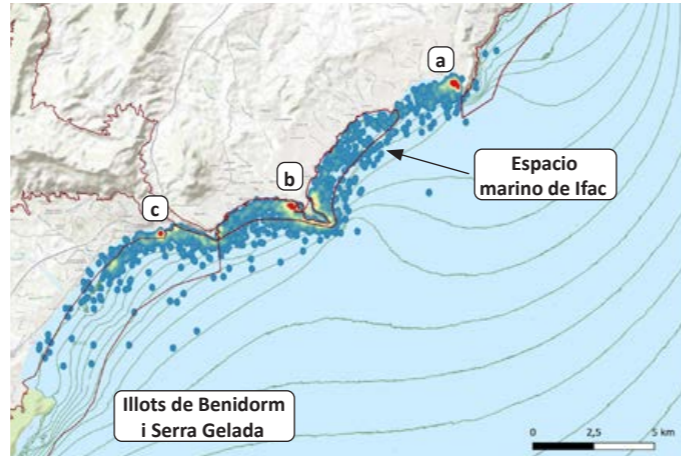 a
Espacio
marino de Ifac
b
c
Illots de Benidorm
i Serra Gelada
0 2,5 5 km